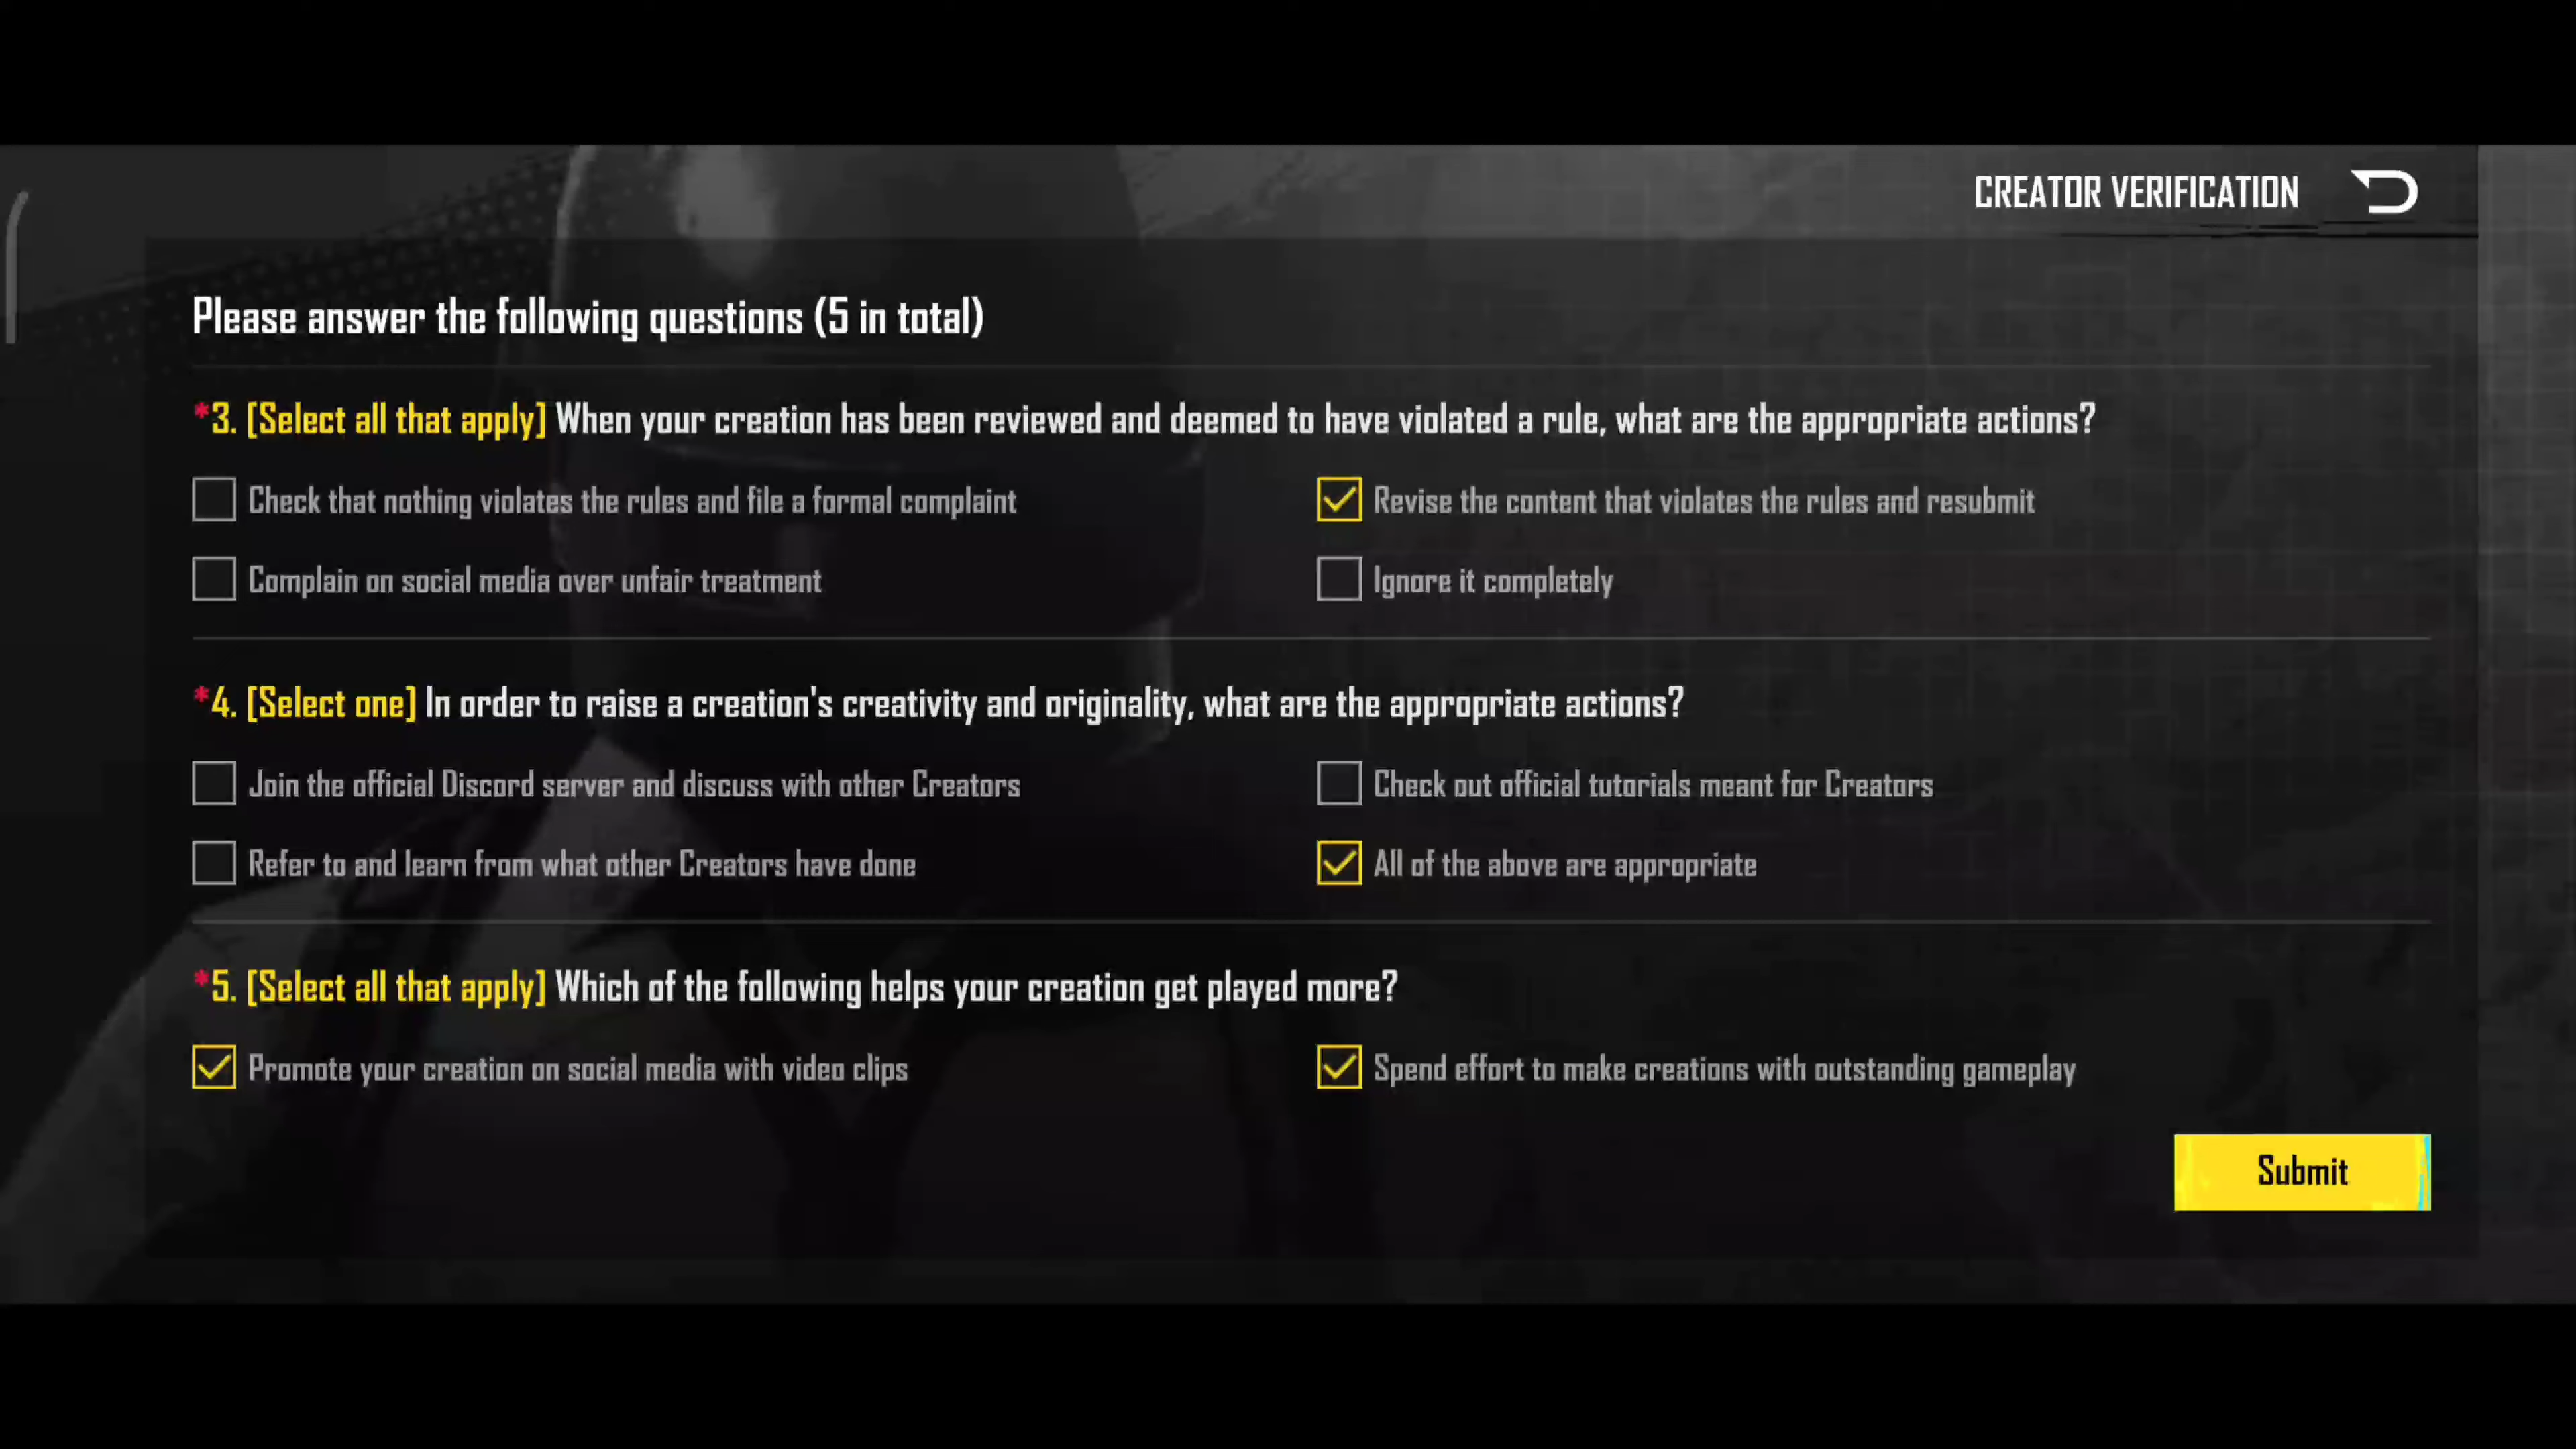 CREATOR VERIFICATION
Please answer the following questions (5 in total)
*3. [Select all that apply] When your creation has been reviewed and deemed to have violated a rule, what are the appropriate actions?
Check that nothing violates the rules and file a formal complaint
Revise the content that violates the rules and resubmit
Complain on social media over unfair treatment
Ignore it completely
*4. [Select one] In order to raise a creation's creativity and originality, what are the appropriate actions?
Join the official Discord server and discuss with other Creators
Check out official tutorials meant for Creators
Refer to and learn from what other Creators have done
All of the above are appropriate
*5. [Select all that apply] Which of the following helps your creation get played more?
Promote your creation on social media with video clips
Spend effort to make creations with outstanding gameplay
Submit